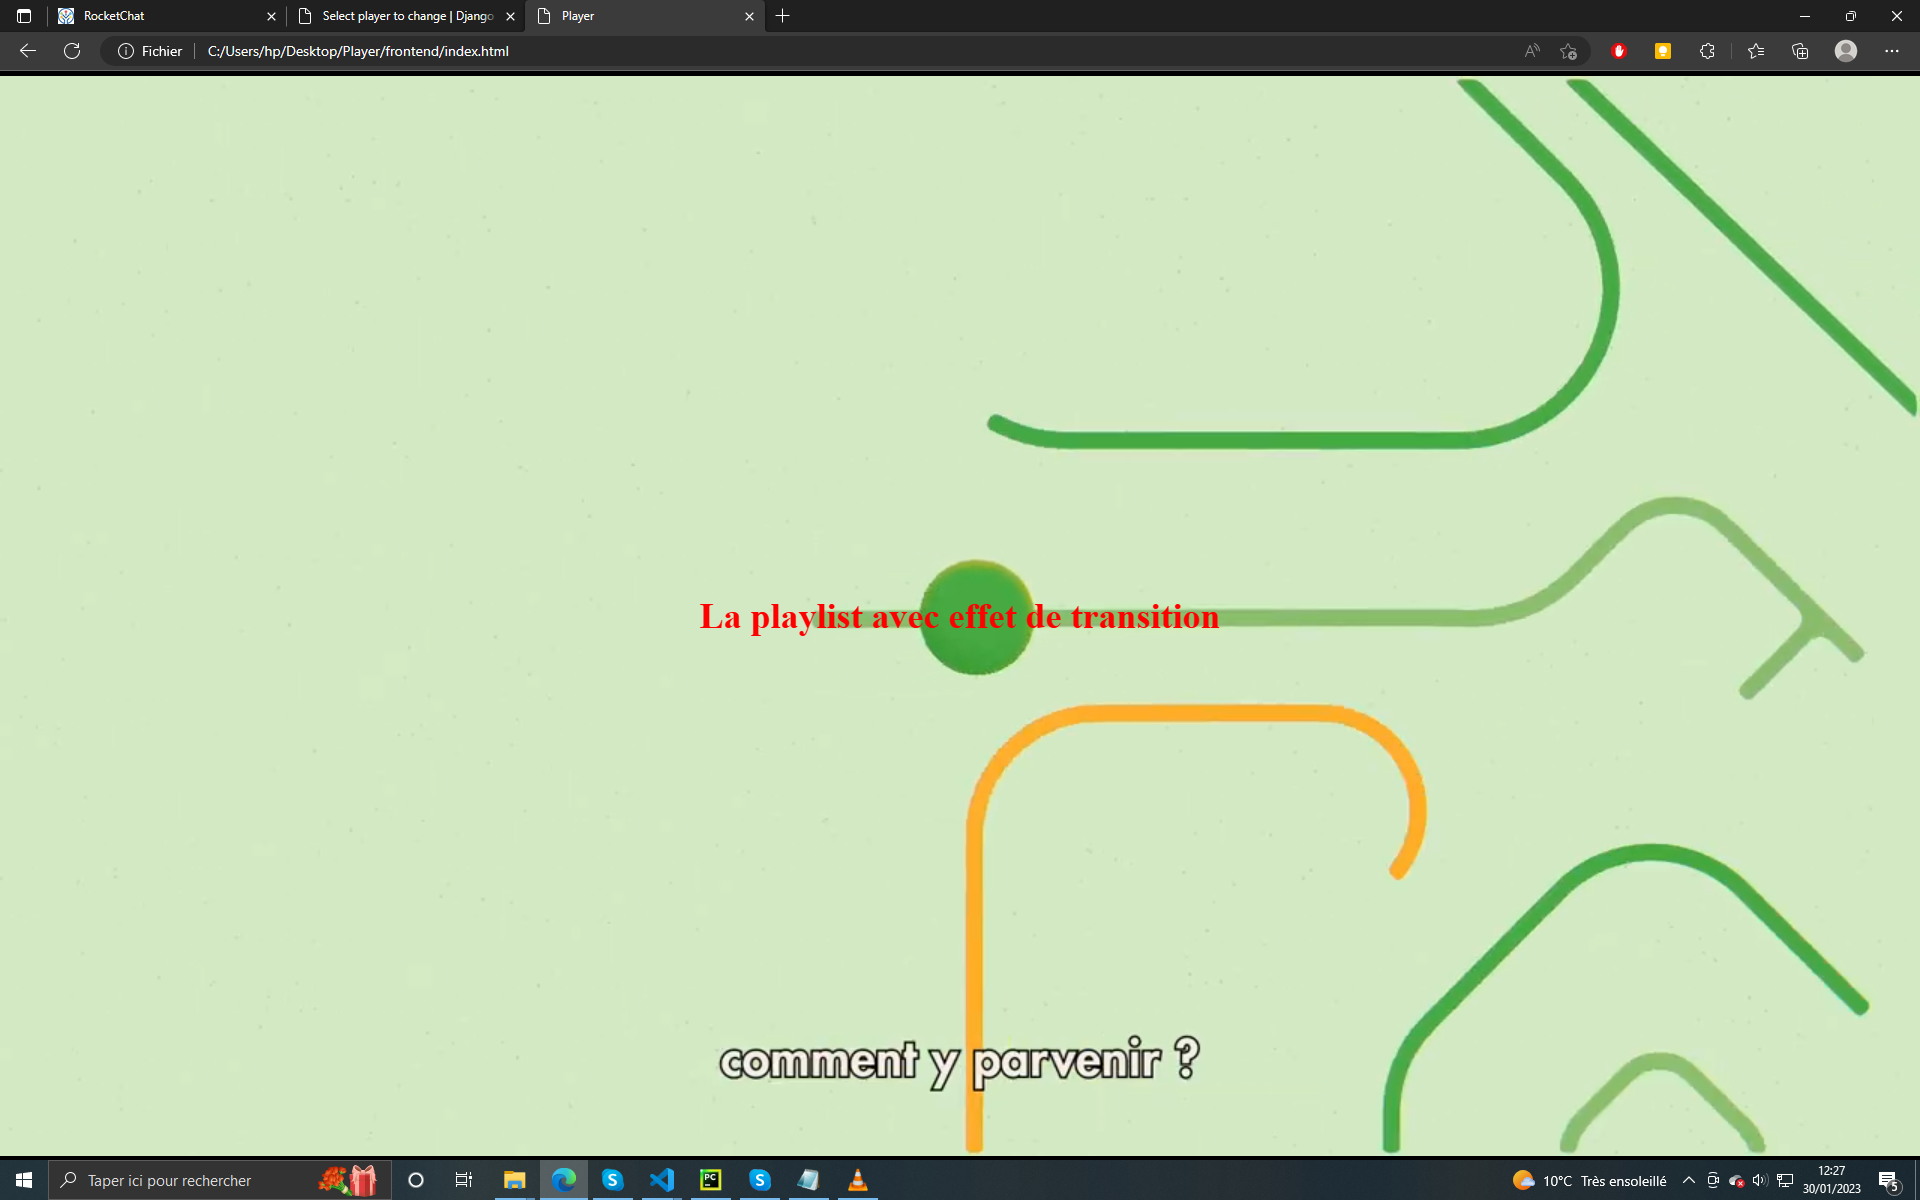 RocketChat
Select player to change | Django
Player
Fichier
C:/Users/hp/Desktop/Player/frontend/index.html
La playlist avec effet de transition
comment y parvenir ?
Taper ici pour rechercher
PC
10°C Très ensoleillé
12:27
30/01/2023
5